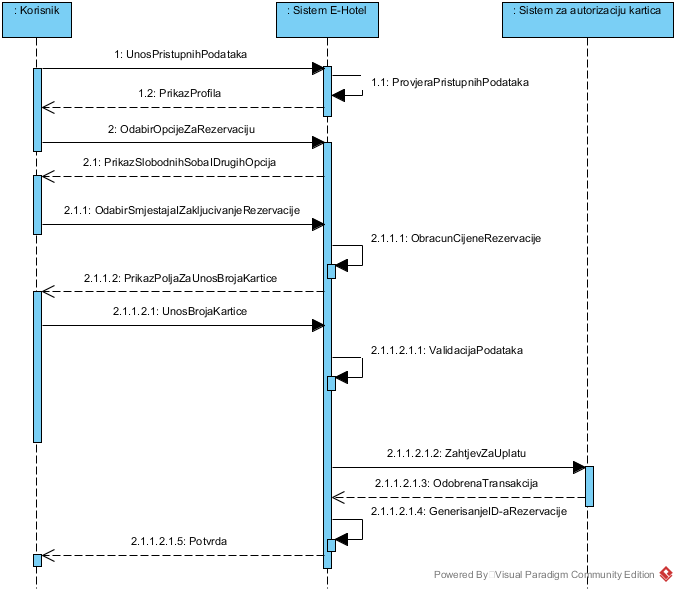 : Korisnik
: Sistem E-Hotel
: Sistem za autorizaciju kartica
1: UnosPristupnihPodataka
1.1: ProvjeraPristupnihPodataka
1.2: PrikazProfila
2: OdabirOpcijeZaRezervaciju
2.1: PrikazSlobodnihSobaIDrugihOpcija
2.1.1: OdabirSmjestajaIZakljucivanjeRezervacije
2.1.1.1: ObracunCijeneRezervacije
2.1.1.2: PrikazPoljaZaUnosBrojaKartice
2.1.1.2.1: UnosBrojaKartice
2.1.1.2.1.1: ValidacijaPodataka
2.1.1.2.1.2: ZahtjevZaUplatu
2.1.1.2.1.3: OdobrenaTransakcija
2.1.1.2.1.4: GenerisanjeID-aRezervacije
2.1.1.2.1.5: Potvrda
Powered By Visual Paradigm Community Edition